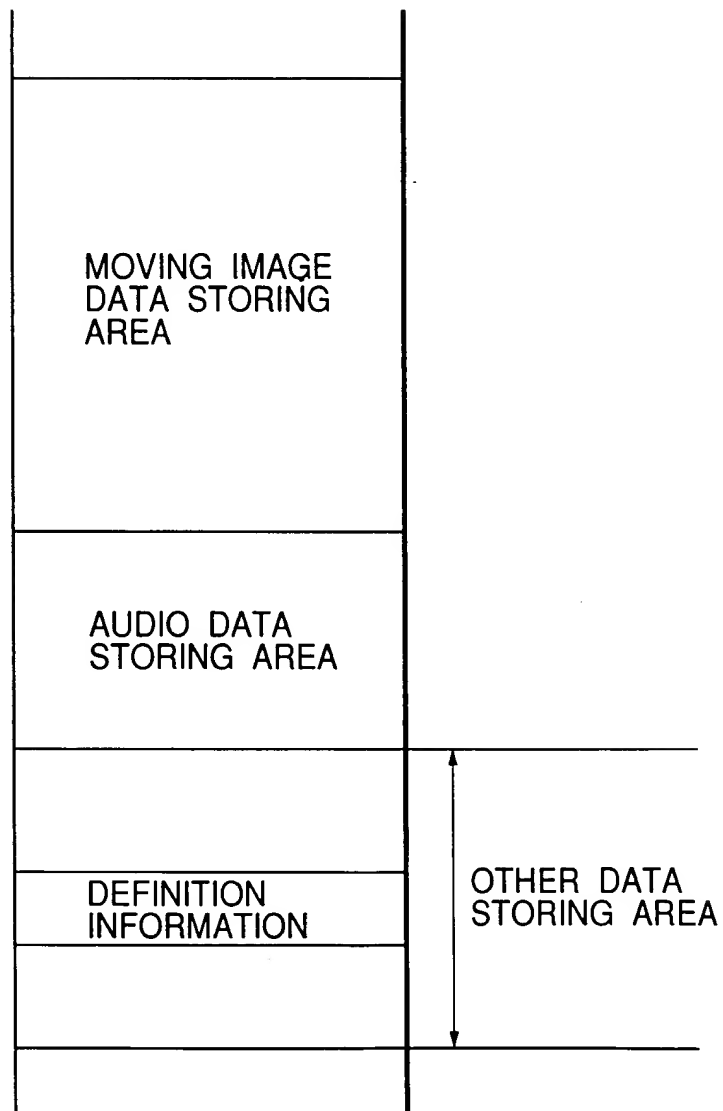 MOVING IMAGE
DATA STORING
AREA
AUDIO DATA
STORING AREA
DEFINITION
INFORMATION
OTHER DATA
STORING AREA